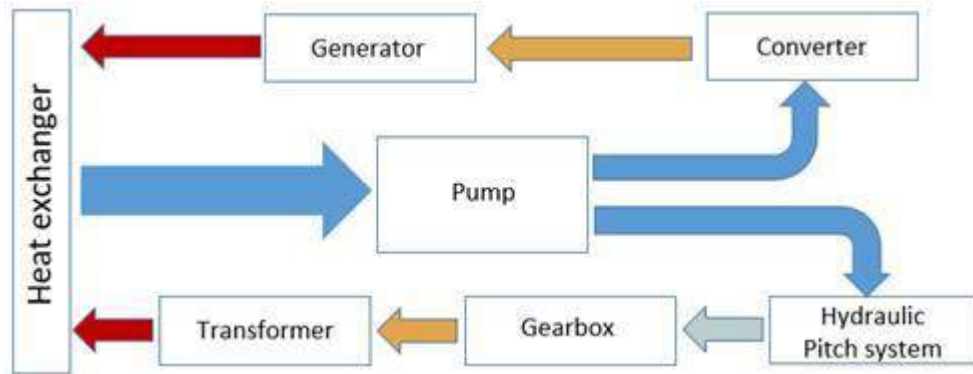 Heat exchanger
Generator
Converter
Pump
Transformer
Gearbox
Hydraulic
Pitch system